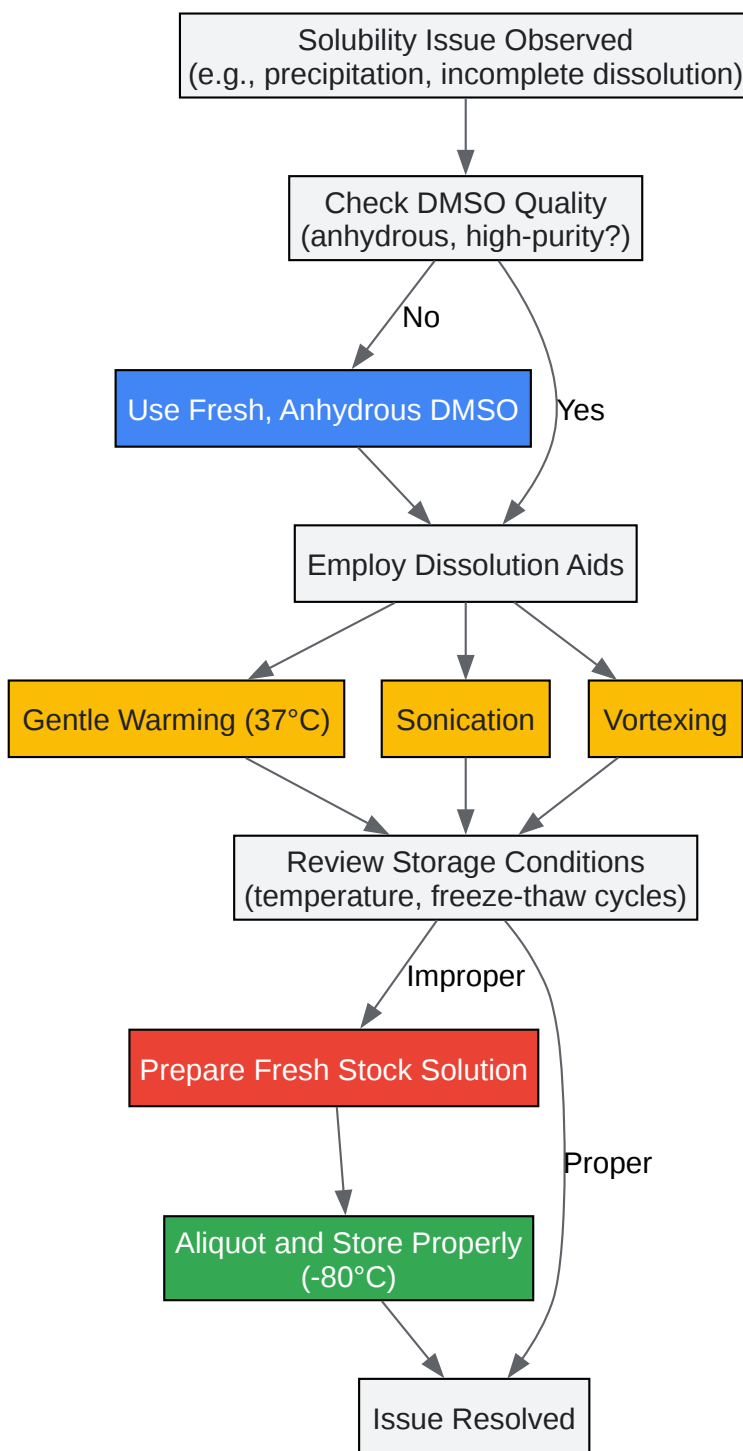 Solubility Issue Observed
(e.g., precipitation, incomplete dissolution)
Check DMSO Quality
(anhydrous, high-purity?)
No
Use Fresh, Anhydrous DMSO
Yes
Employ Dissolution Aids
Gentle Warming (37°C)
Sonication
Vortexing
Review Storage Conditions
(temperature, freeze-thaw cycles)
Improper
Prepare Fresh Stock Solution
Proper
Aliquot and Store Properly
(-80°C)
Issue Resolved